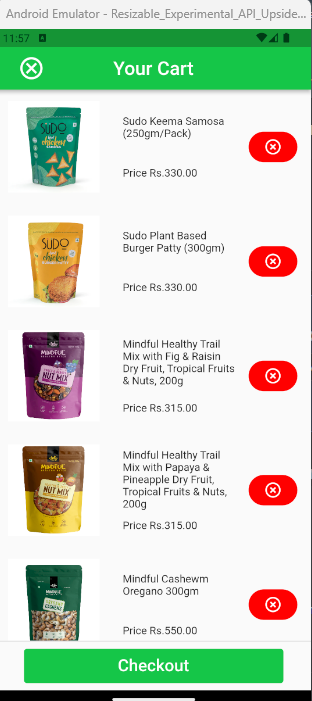 Android Emulator - Resizable_Experimental_API_Upside...
11:57
Your Cart
SUDO
chicken
Sudo Keema Samosa
(250gm/Pack)
Price Rs.330.00
SUDO
chicken
Sudo Plant Based
Burger Patty (300gm)
Price Rs.330.00
MINDFUL
NUT MIX
Mindful Healthy Trail
Mix with Fig & Raisin
Dry Fruit, Tropical Fruits
& Nuts, 200g
Price Rs.315.00
MINDFUL
NUT MIX
Mindful Healthy Trail
Mix with Papaya &
Pineapple Dry Fruit,
Tropical Fruits & Nuts,
200g
Price Rs.315.00
MINDFUL
Mindful Cashewm
Oregano 300gm
Price Rs.550.00
Checkout